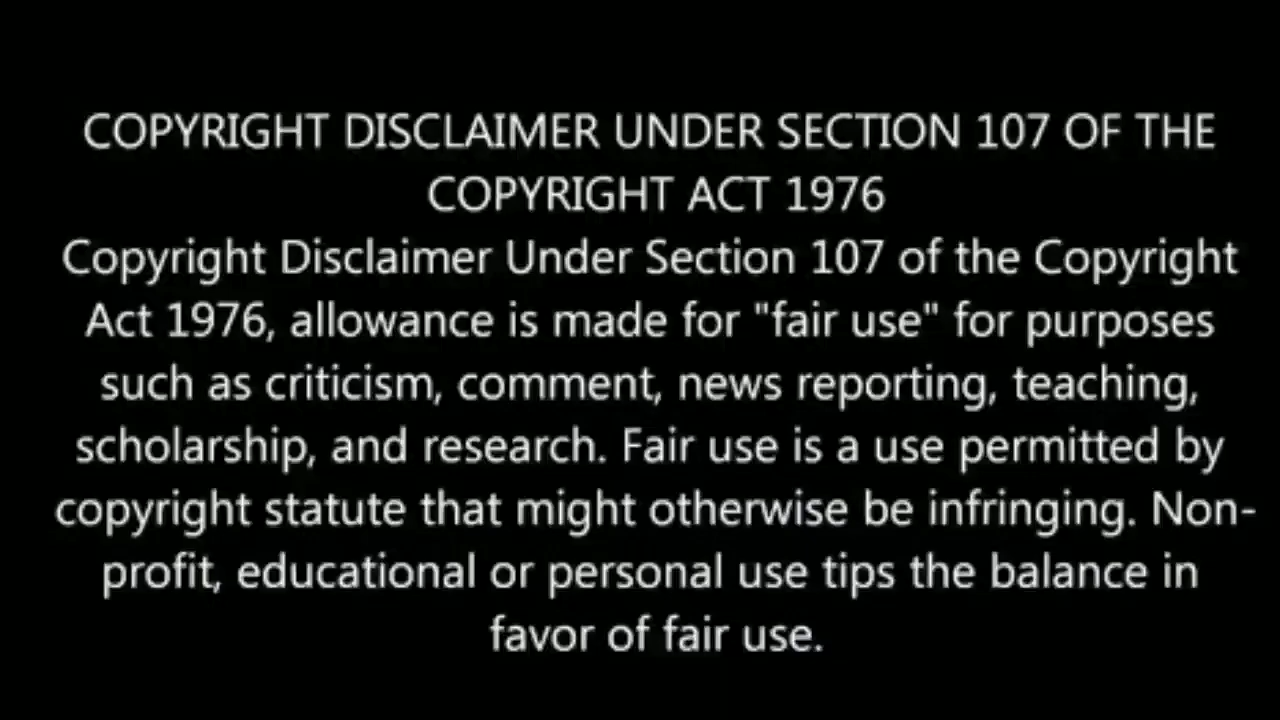 COPYRIGHT DISCLAIMER UNDER SECTION 107 OF THE
COPYRIGHT ACT 1976
Copyright Disclaimer Under Section 107 of the Copyright
Act 1976, allowance is made for "fair use" for purposes
such as criticism, comment, news reporting, teaching,
scholarship, and research. Fair use is a use permitted by
copyright statute that might otherwise be infringing. Non-
profit, educational or personal use tips the balance in
favor of fair use.